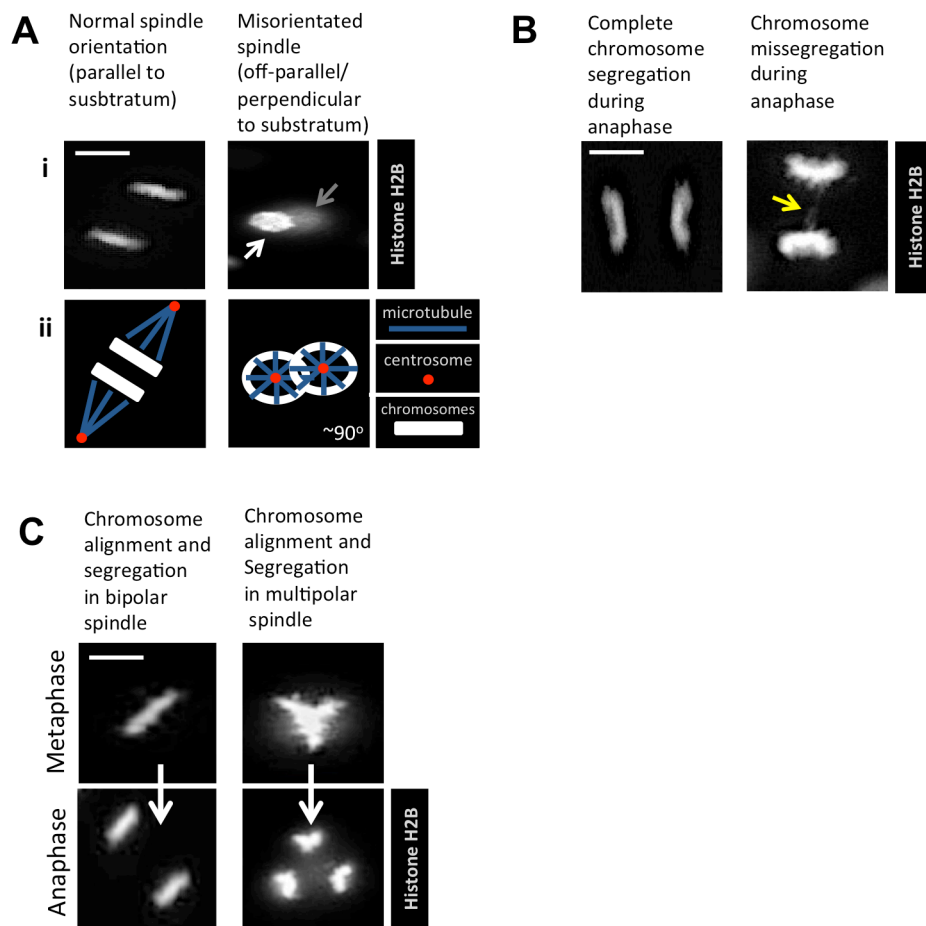 A
Normal spindle
orientation
(parallel to
susbtratum)
Misorientated
spindle
(off-parallel/
perpendicular
to substratum)
i
Histone H2B
ii
~90°
microtubule
centrosome
chromosomes
B
Complete
chromosome
segregation
during
anaphase
Chromosome
missegregation
during
anaphase
Histone H2B
C
Chromosome
alignment and
segregation
in bipolar
spindle
Chromosome
alignment and
Segregation
in multipolar
spindle
Metaphase
Anaphase
Histone H2B